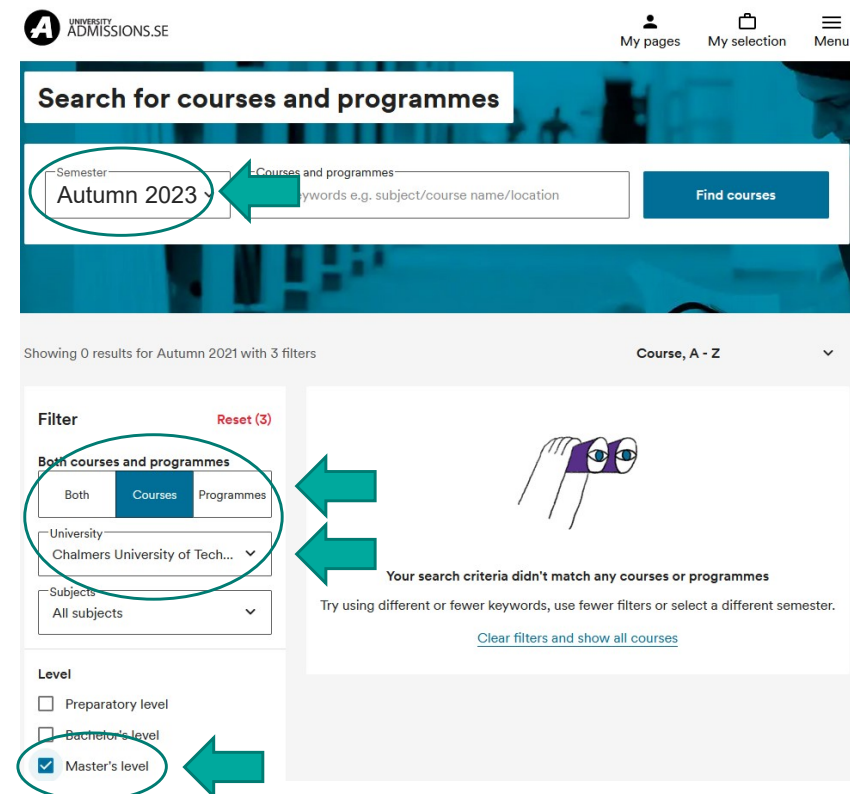 UNIVERSITY
ADMISSIONS.SE
My pages My selection Menu
Search for courses and programmes
Semester
Autumn 2023
Courses and programmes
ywords e.g. subject/course name/location
Find courses
Showing 0 results for Autumn 2021 with 3 filters
Course, A - Z
Filter Reset (3)
Both courses and programmes
Both Courses Programmes
University
Chalmers University of Tech...
Subjects
All subjects
Level
Preparatory level
Bachelor's level
Master's level
Your search criteria didn't match any courses or programmes
Try using different or fewer keywords, use fewer filters or select a different semester.
Clear filters and show all courses